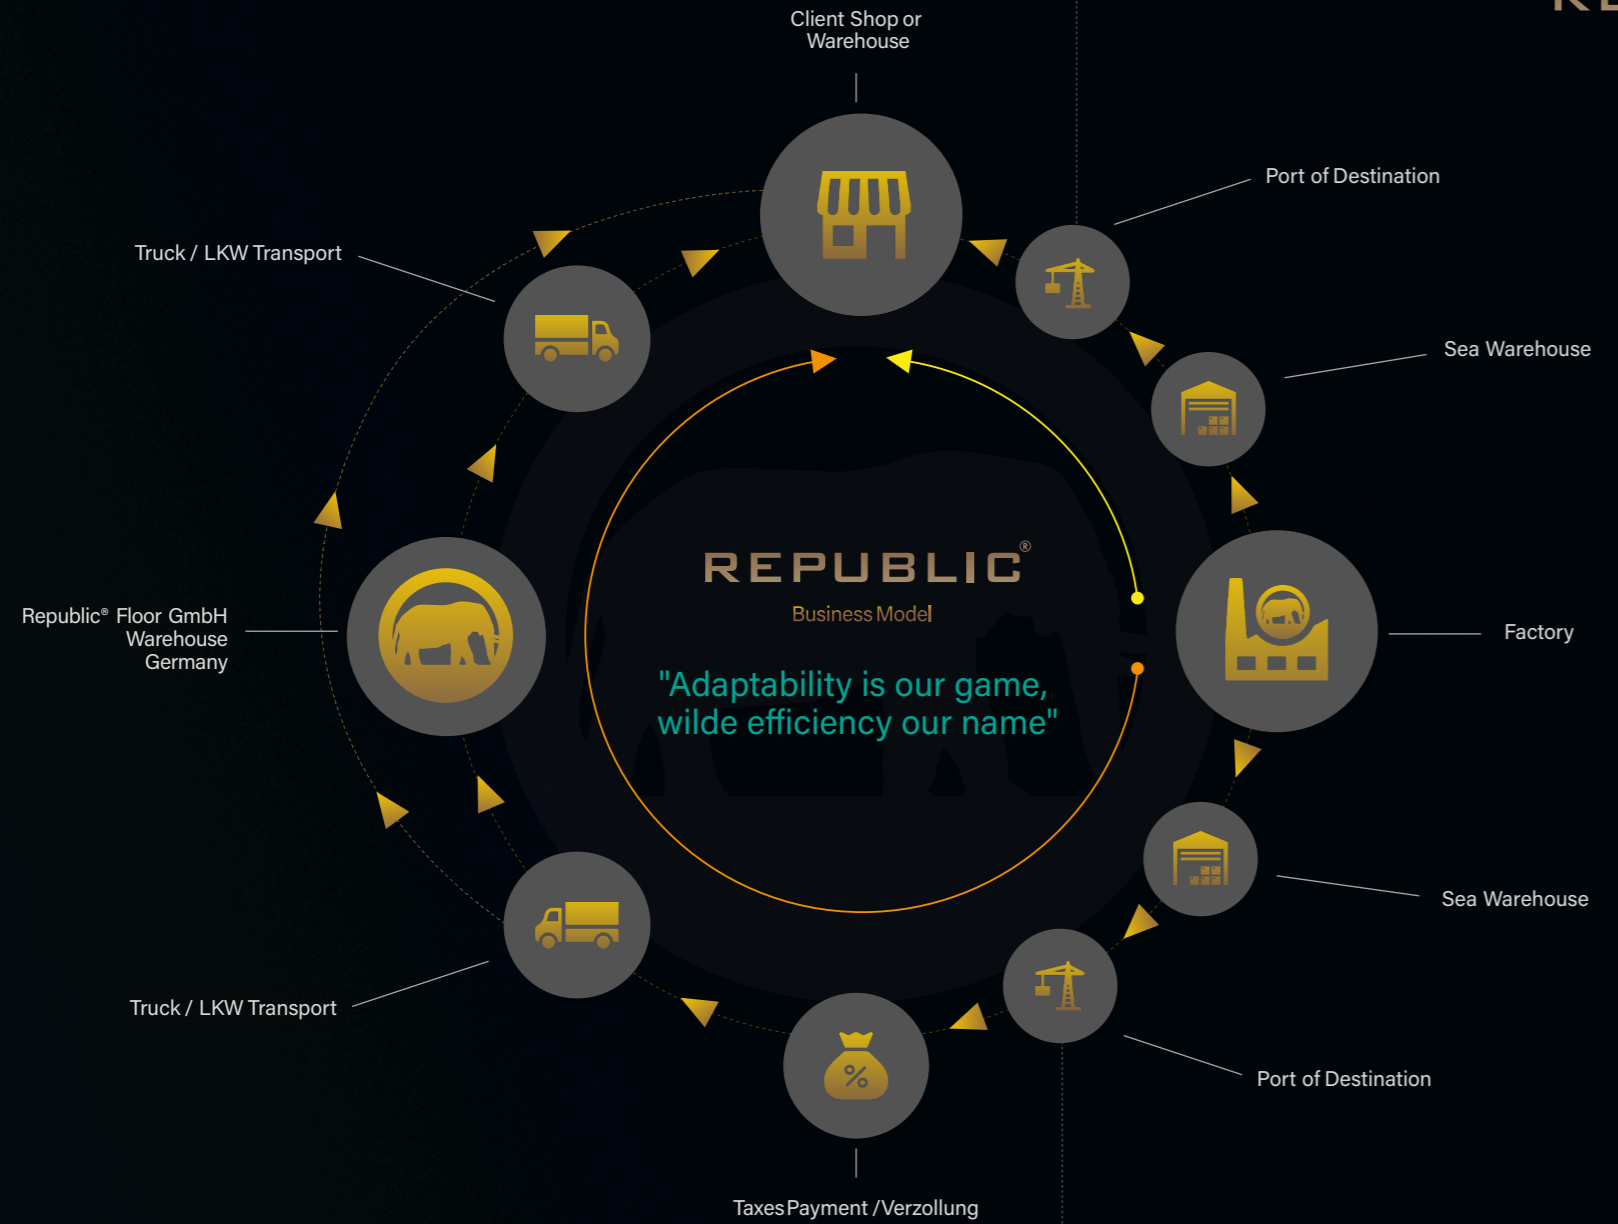 Client Shop or
Warehouse
Port of Destination
Truck / LKW Transport
Sea Warehouse
REPUBLIC®
Business Model
Republic® Floor GmbH
Warehouse
Germany
Factory
"Adaptability is our game,
wilde efficiency our name"
Sea Warehouse
Truck / LKW Transport
Port of Destination
%
Taxes Payment / Verzollung